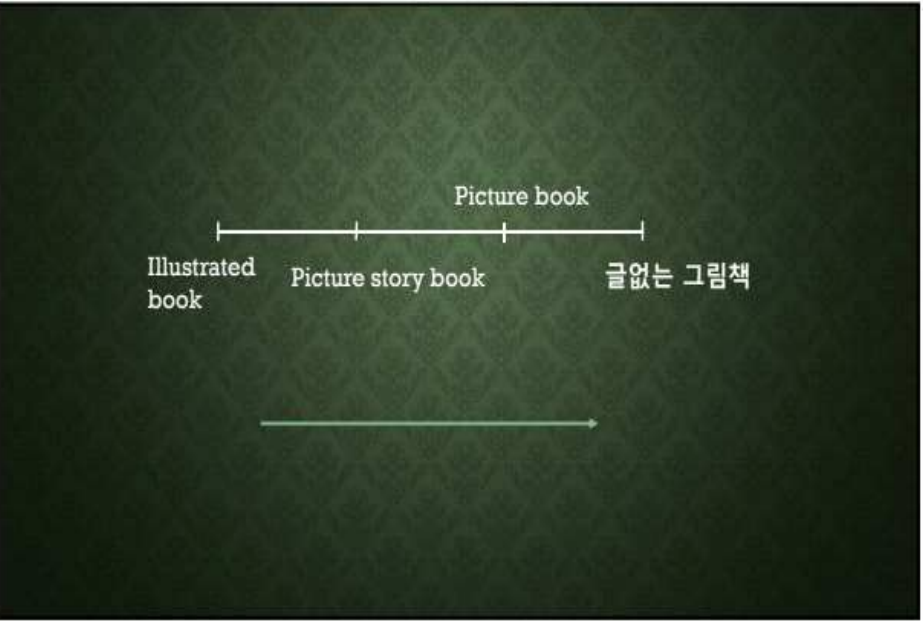 Picture book
Illustrated
book
Picture story book
글없는 그림책